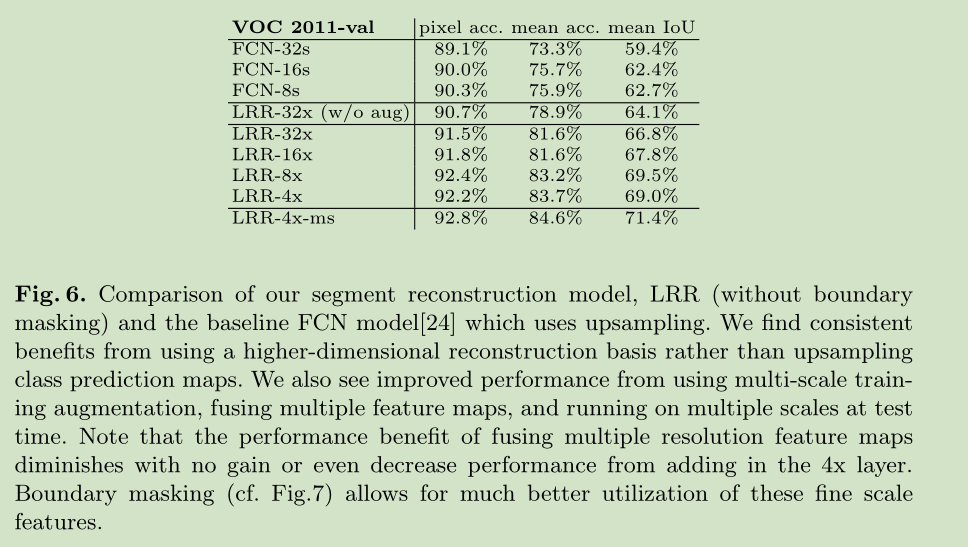 VOC 2011-val pixel acc. mean acc. mean IoU
FCN-32s 89.1% 73.3% 59.4%
FCN-16s 90.0% 75.7% 62.4%
FCN-8s 90.3% 75.9% 62.7%
LRR-32x (w/o aug) 90.7% 78.9% 64.1%
LRR-32x 91.5% 81.6% 66.8%
LRR-16x 91.8% 81.6% 67.8%
LRR-8x 92.4% 83.2% 69.5%
LRR-4x 92.2% 83.7% 69.0%
LRR-4x-ms 92.8% 84.6% 71.4%
Fig. 6. Comparison of our segment reconstruction model, LRR (without boundary
masking) and the baseline FCN model[24] which uses upsampling. We find consistent
benefits from using a higher-dimensional reconstruction basis rather than upsampling
class prediction maps. We also see improved performance from using multi-scale train-
ing augmentation, fusing multiple feature maps, and running on multiple scales at test
time. Note that the performance benefit of fusing multiple resolution feature maps
diminishes with no gain or even decrease performance from adding in the 4x layer.
Boundary masking (cf. Fig.7) allows for much better utilization of these fine scale
features.